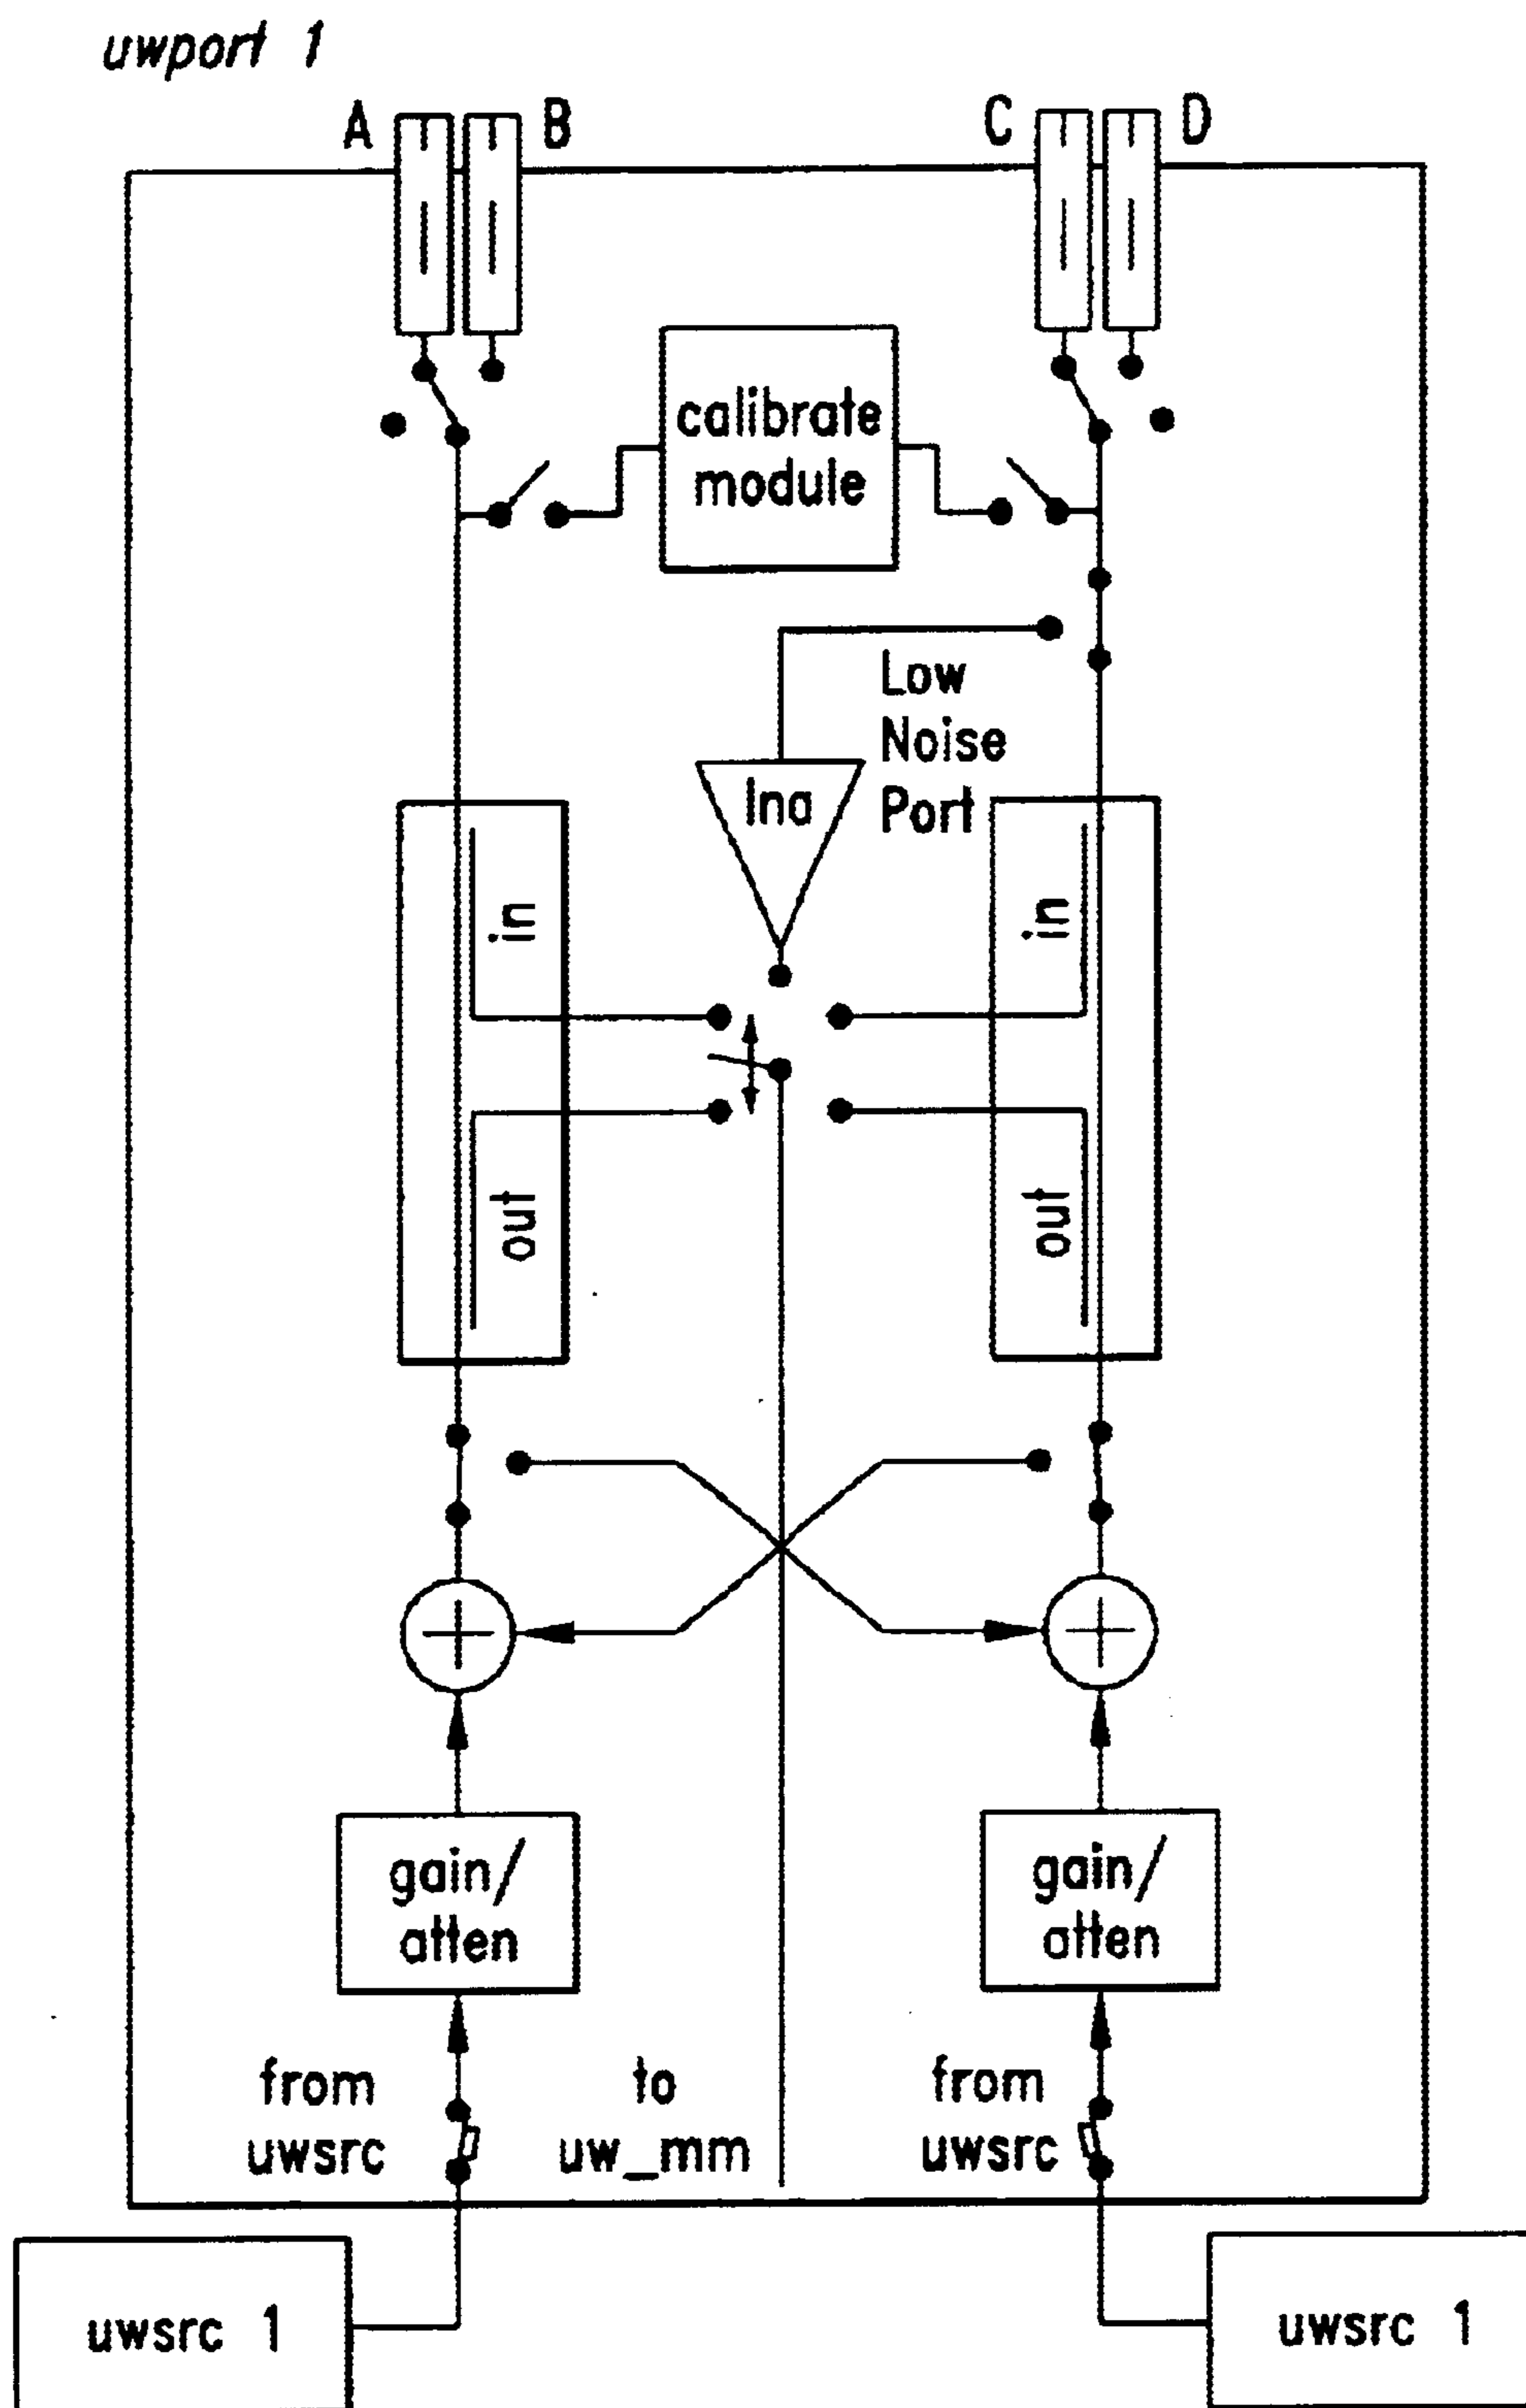 uwport 1
A
B
C
D
calibrate
module
Low
Noise
Port
lna
in
in
out
out
gain/
atten
gain/
atten
from
uwsrc
to
uw_mm
from
uwsrc
uwsrc 1
uwsrc 1